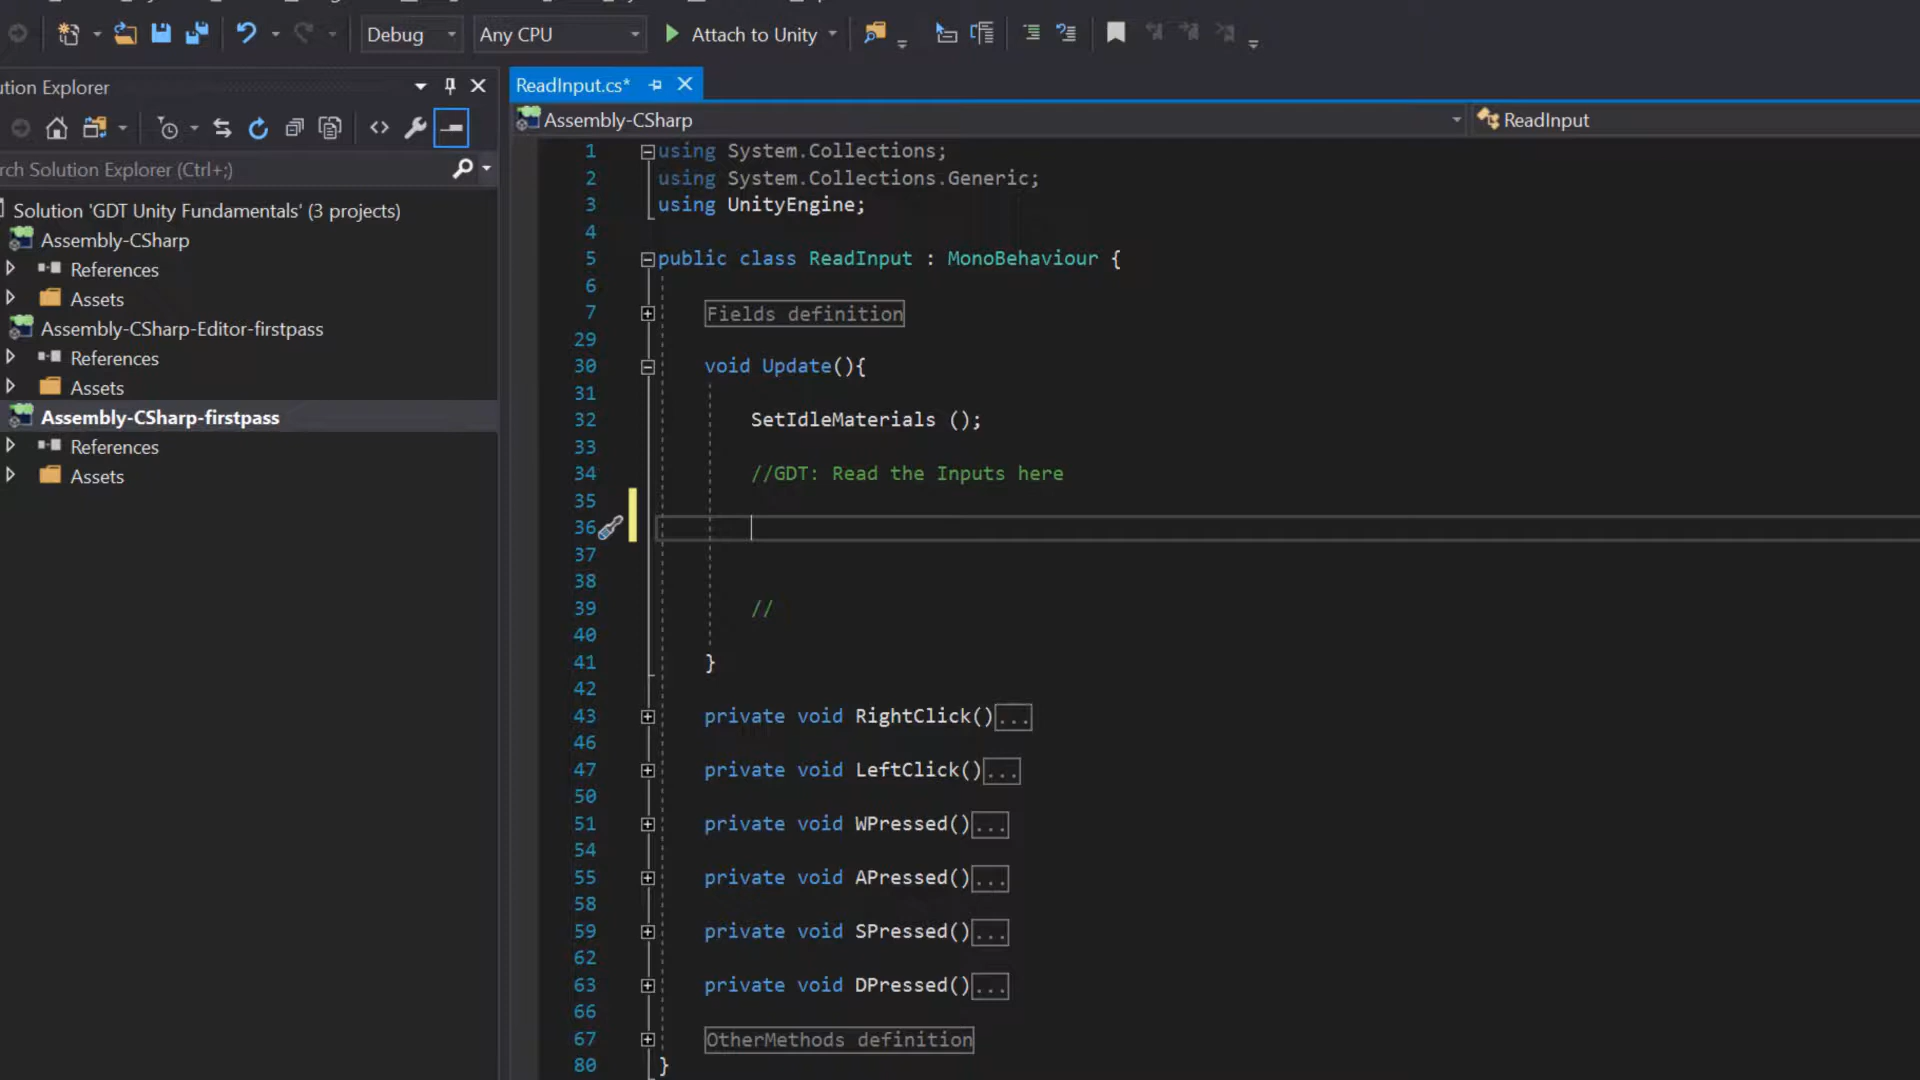 Debug
Any CPU
Attach to Unity
ution Explorer
rch Solution Explorer (Ctrl+;)
Solution 'GDT Unity Fundamentals' (3 projects)
Assembly-CSharp
References
Assets
Assembly-CSharp-Editor-firstpass
References
Assets
Assembly-CSharp-firstpass
References
Assets
ReadInput.cs*
Assembly-CSharp
ReadInput
1 using System.Collections;
2 using System.Collections.Generic;
3 using UnityEngine;
4
5 public class ReadInput : MonoBehaviour {
6
7 Fields definition
29
30 void Update(){
31
32 SetIdleMaterials ();
33
34 //GDT: Read the Inputs here
35
36
37
38
39 //
40
41 }
42
43 private void RightClick()...
46
47 private void LeftClick()...
50
51 private void WPressed()...
54
55 private void APressed()...
58
59 private void SPressed()...
62
63 private void DPressed()...
66
67 OtherMethods definition
80 }